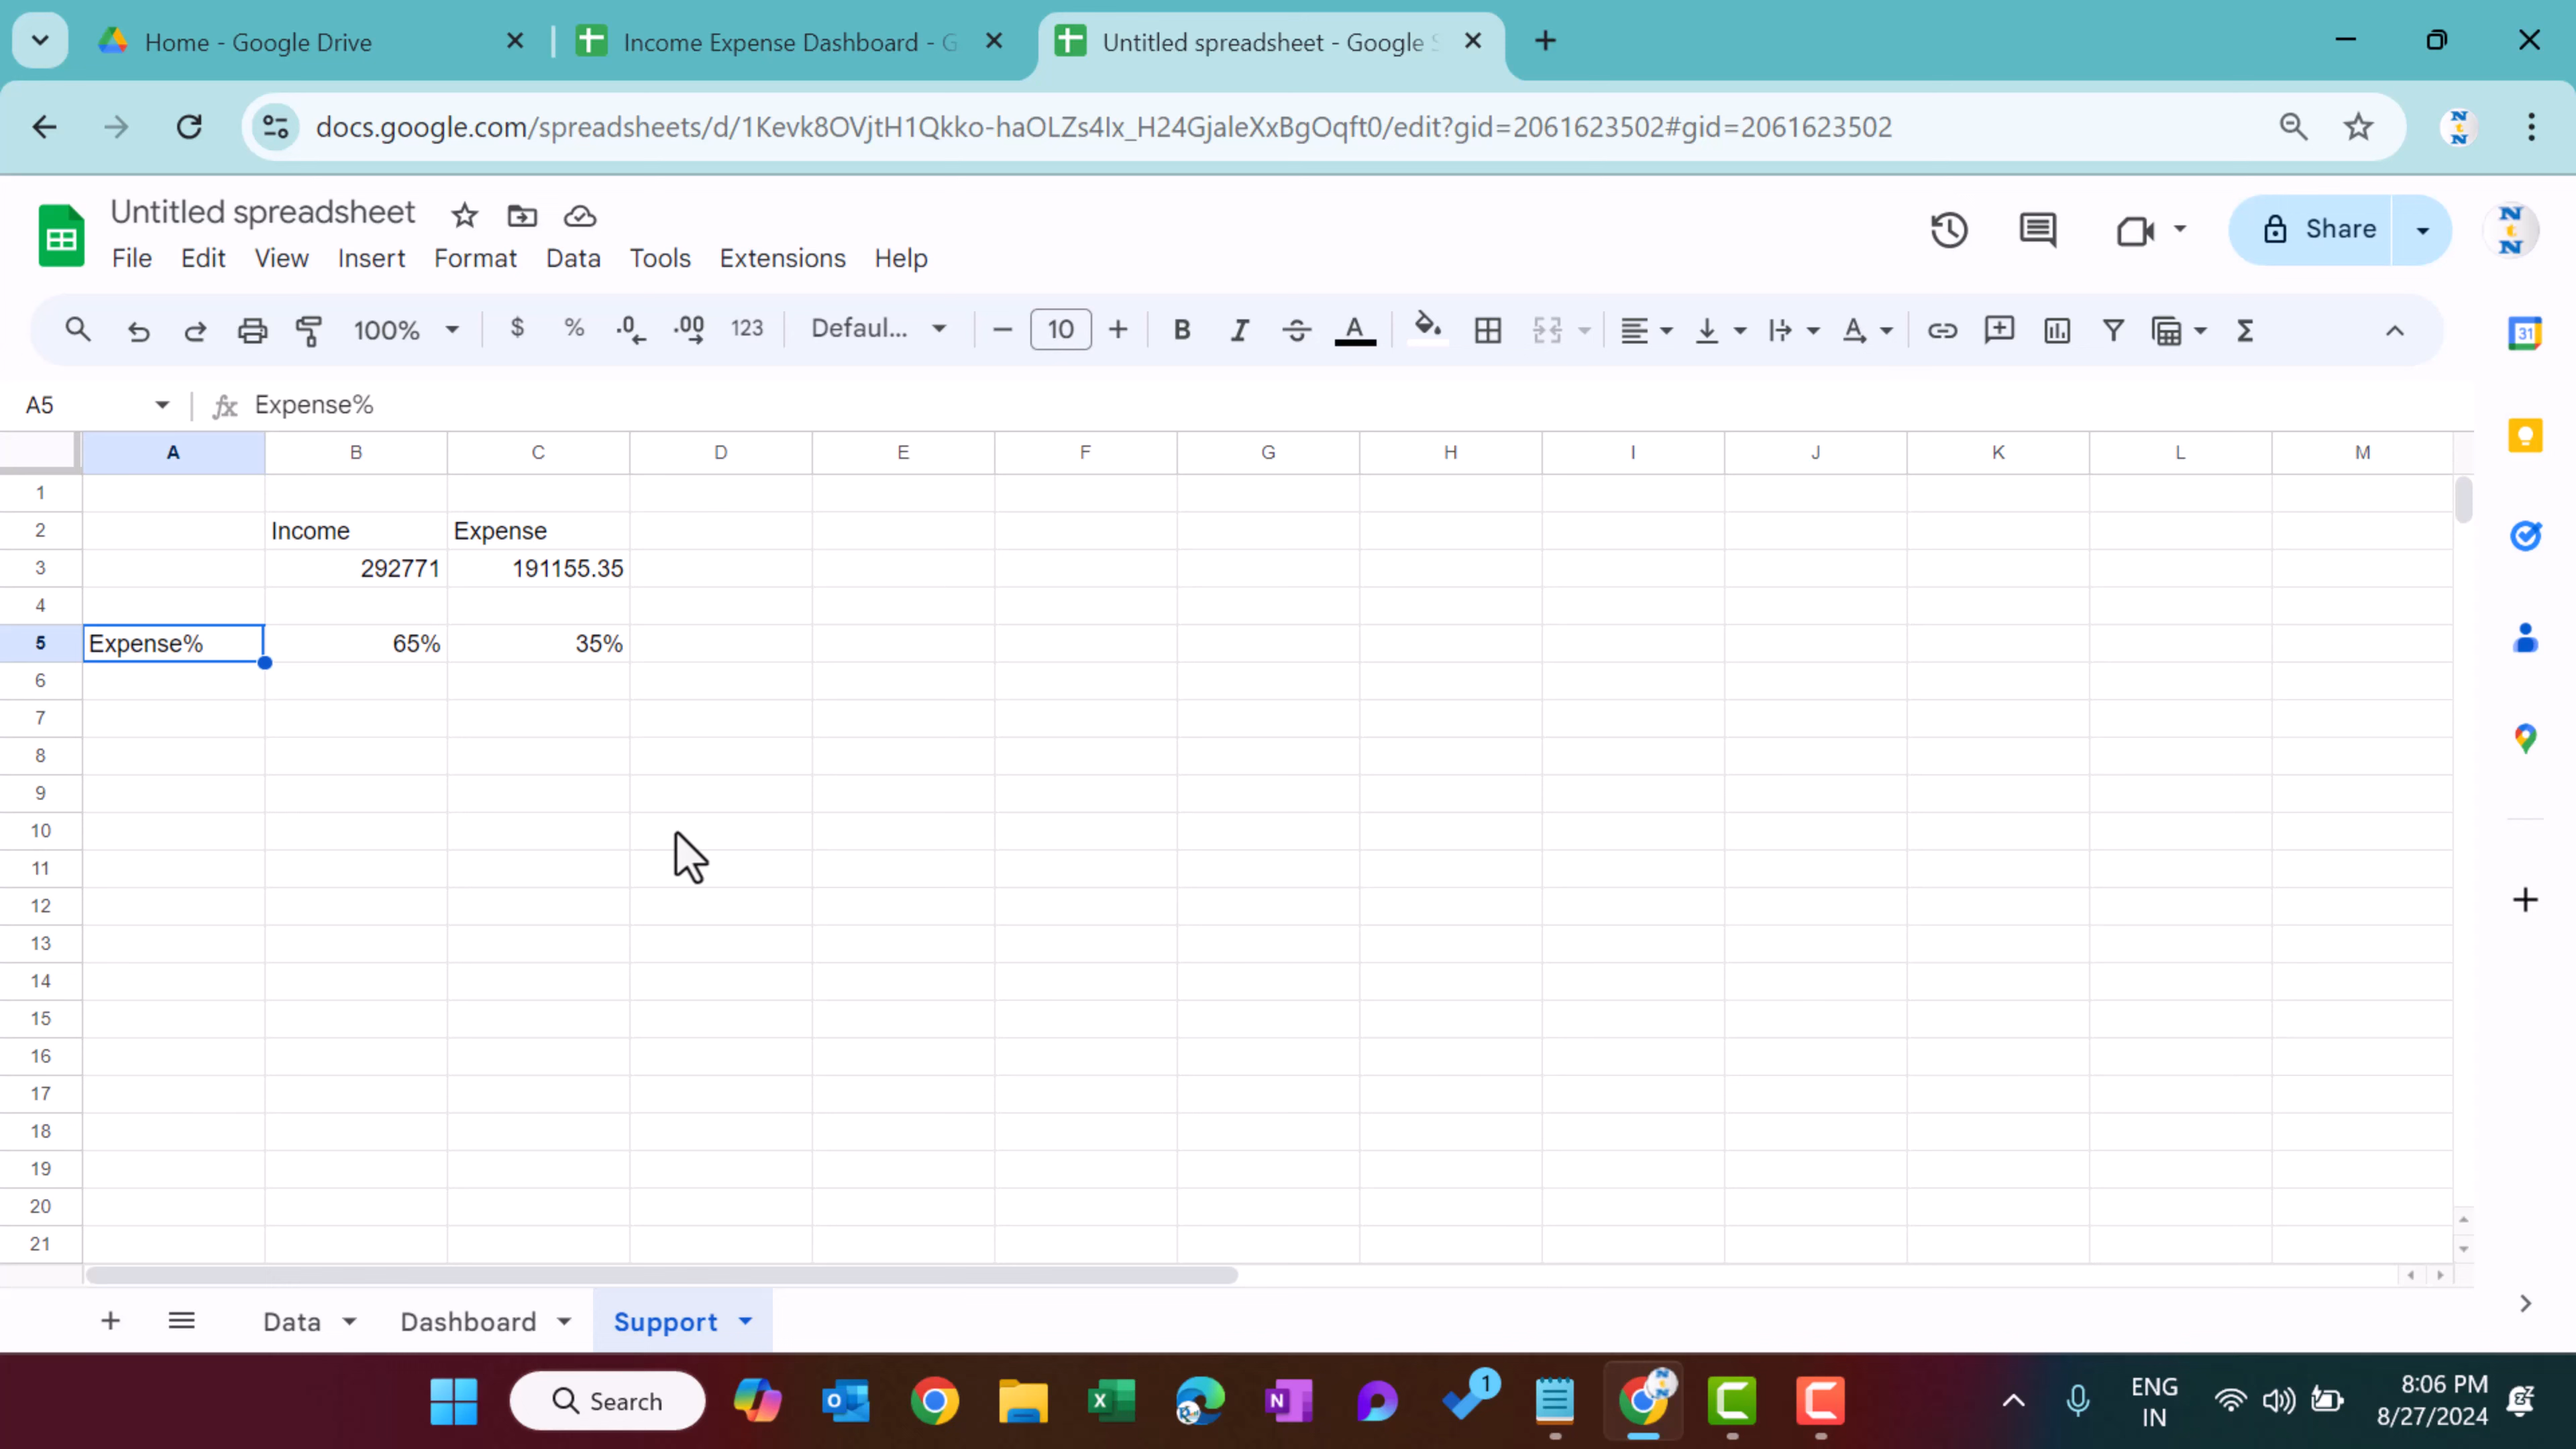 Home - Google Drive
Income Expense Dashboard - G
Untitled spreadsheet - Google S
docs.google.com/spreadsheets/d/1Kevk8OVjtH1Qkko-haOLZs4Ix_H24GjaleXxBgOqft0/edit?gid=2061623502#gid=2061623502
Untitled spreadsheet
File Edit View Insert Format Data Tools Extensions Help
Share
100% $ % .0 .00 123 Defaul... 10 B I A
31
A5 fx Expense%
A B C D E F G H I J K L M
1
2 Income Expense
3 292771 191155.35
4
5 Expense% 65% 35%
6
7
8
9
10
11
12
13
14
15
16
17
18
19
20
21
Data Dashboard Support
Search
1
ENG
IN
8:06 PM
8/27/2024